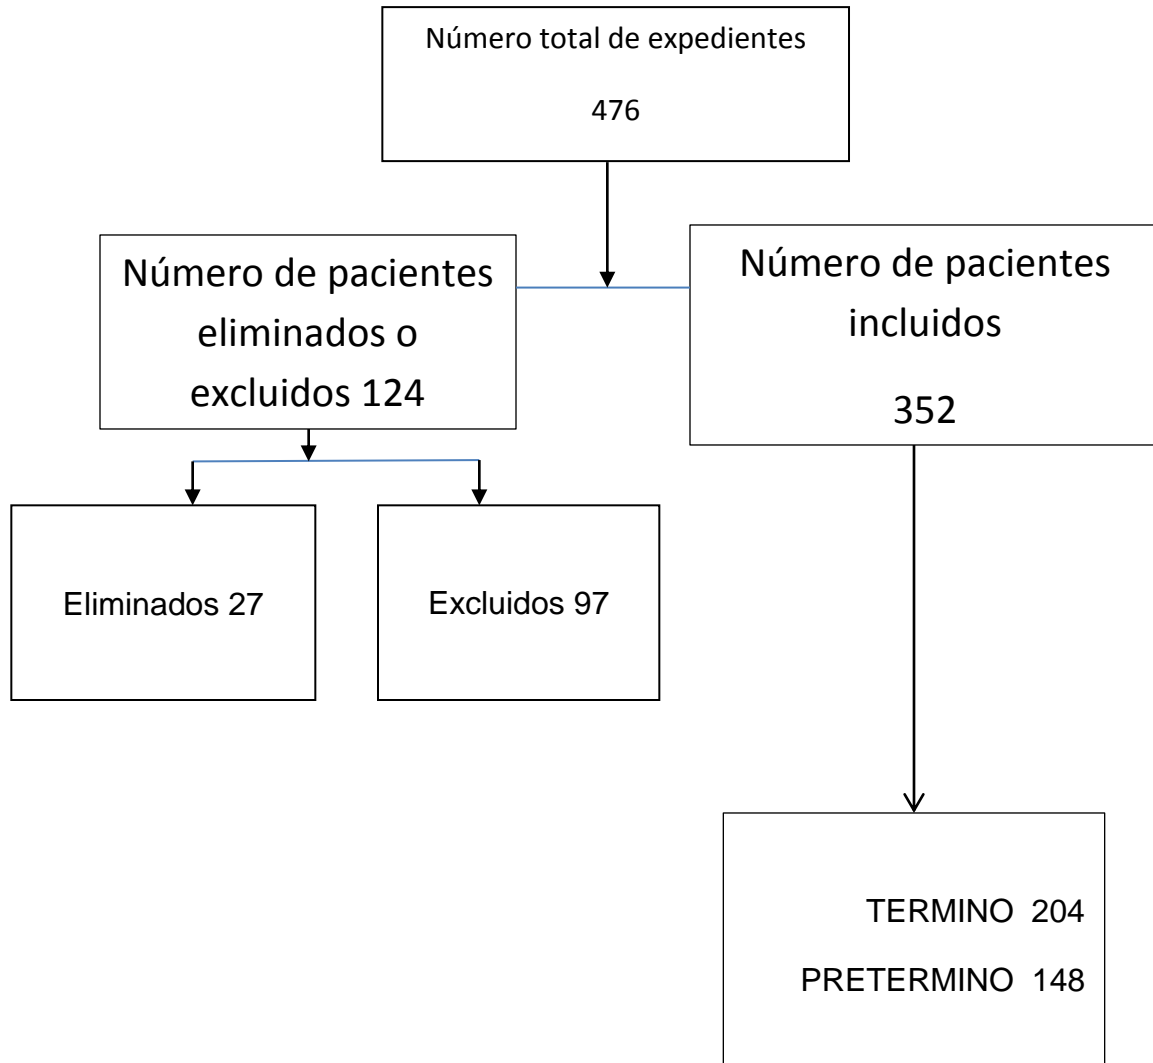 Número total de expedientes
476
Número de pacientes
eliminados o
excluidos 124
Número de pacientes
incluidos
352
Eliminados 27
Excluidos 97
TERMINO 204
PRETERMINO 148